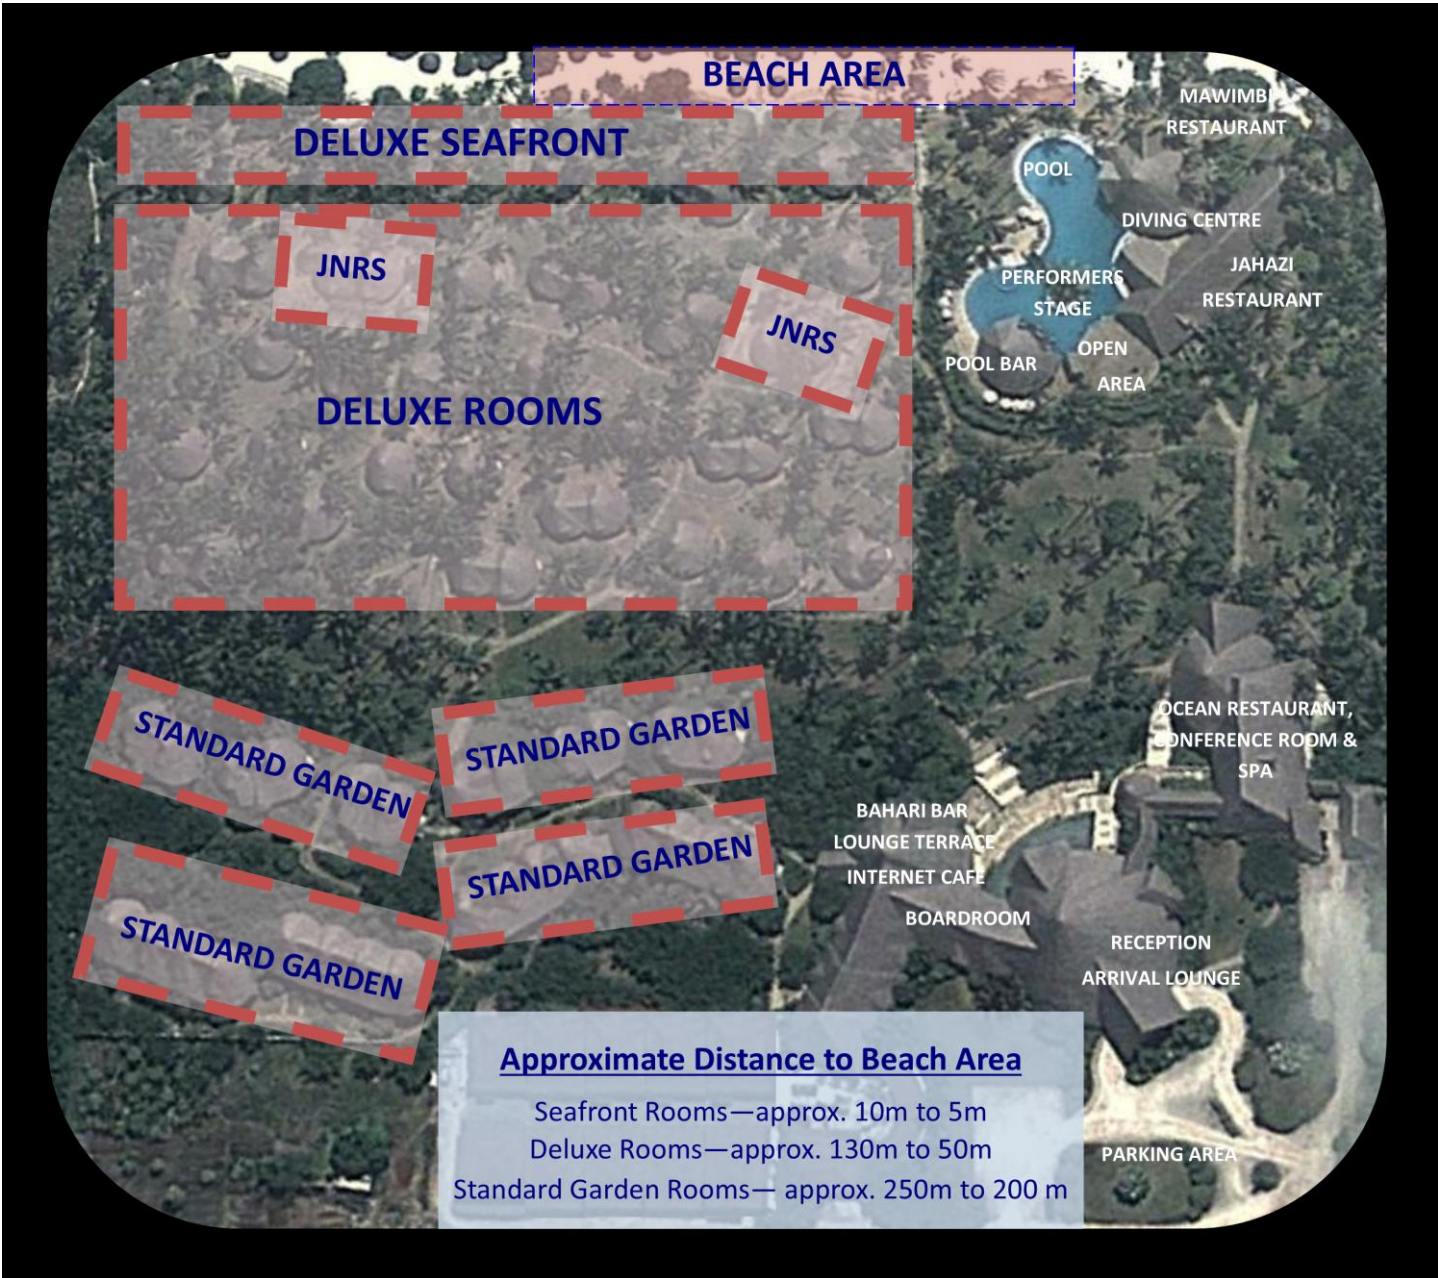 BEACH AREA
DELUXE SEAFRONT
MAWIMBI
RESTAURANT
POOL
DIVING CENTRE
JNRS
JAHAZI
RESTAURANT
PERFORMERS
STAGE
JNRS
POOL BAR
OPEN
AREA
DELUXE ROOMS
STANDARD GARDEN
STANDARD GARDEN
OCEAN RESTAURANT,
CONFERENCE ROOM &
SPA
BAHARI BAR
LOUNGE TERRACE
INTERNET CAFE
BOARDROOM
STANDARD GARDEN
STANDARD GARDEN
RECEPTION
ARRIVAL LOUNGE
Approximate Distance to Beach Area
Seafront Rooms—approx. 10m to 5m
Deluxe Rooms—approx. 130m to 50m
Standard Garden Rooms— approx. 250m to 200 m
PARKING AREA